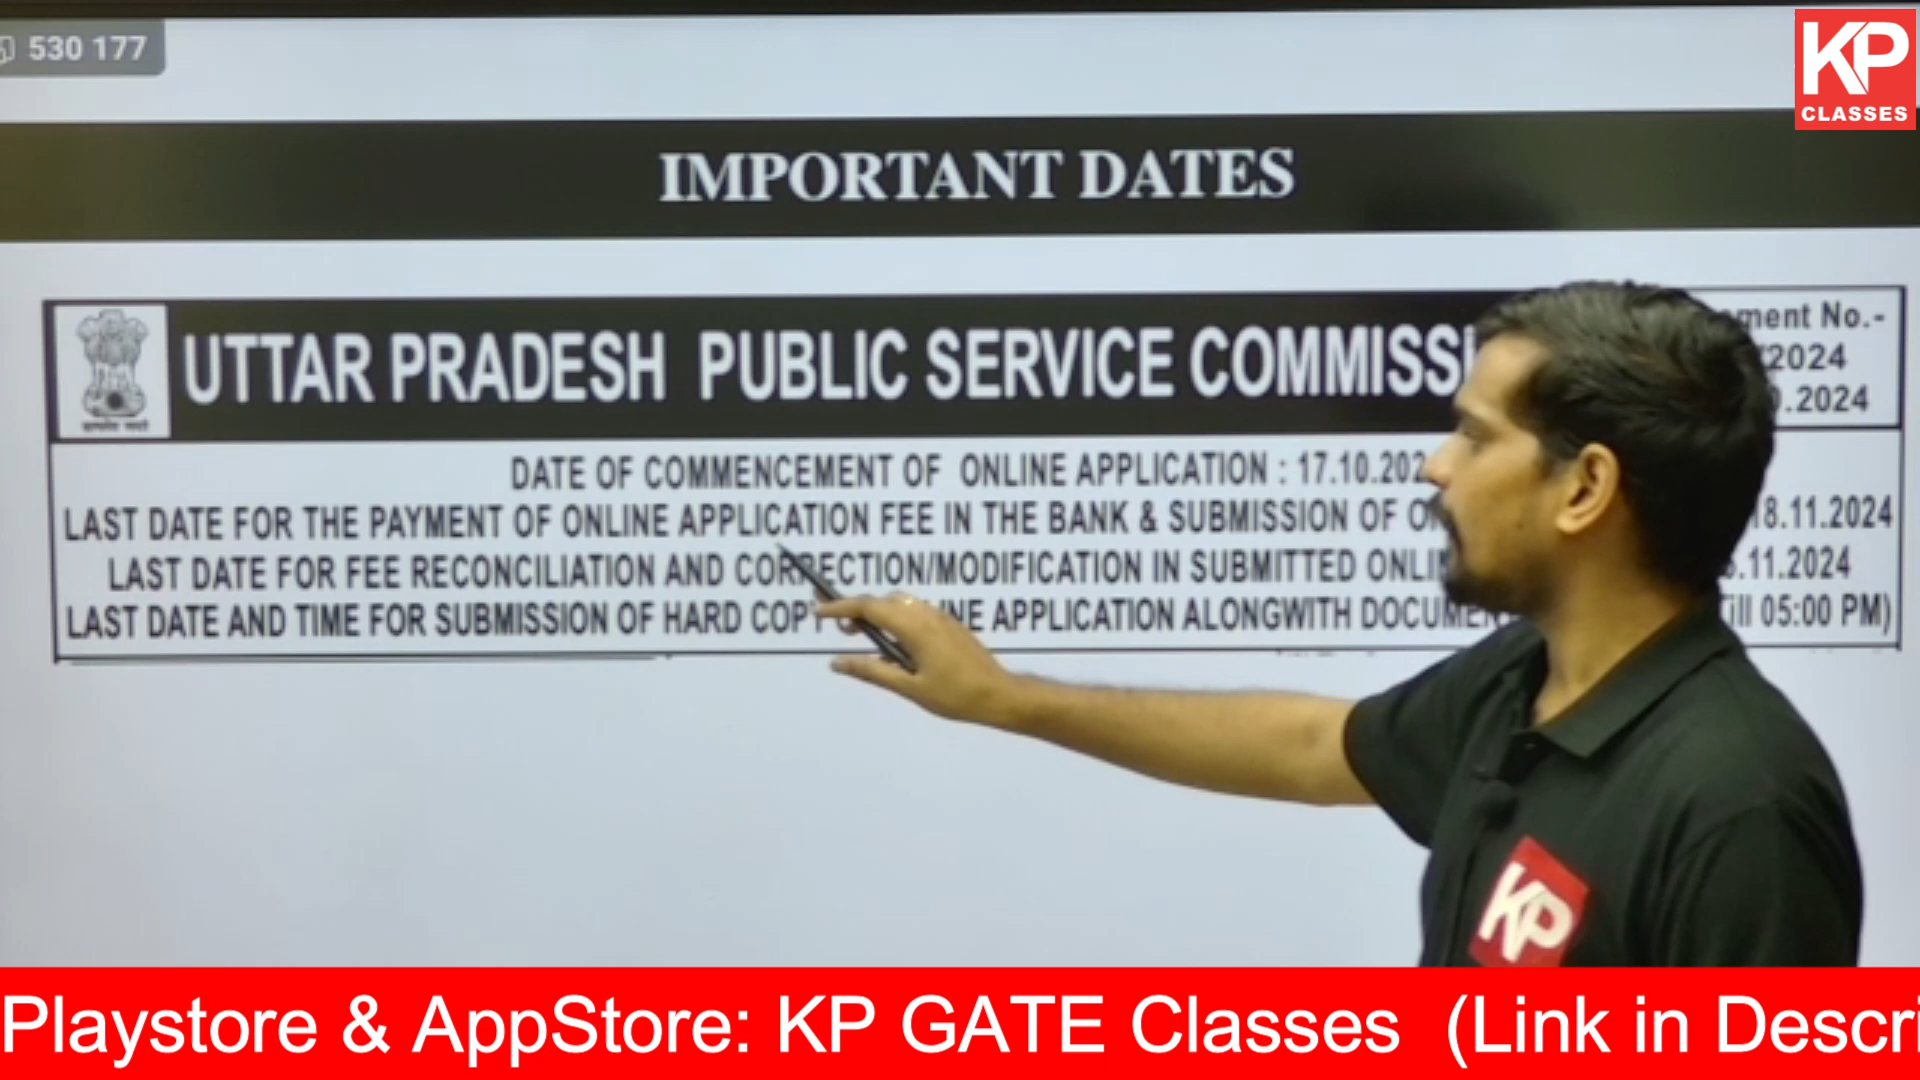 530 177
KP
CLASSES
IMPORTANT DATES
UTTAR PRADESH PUBLIC SERVICE COMMISSI
ment No.-
2024
.2024
DATE OF COMMENCEMENT OF ONLINE APPLICATION : 17.10.202
LAST DATE FOR THE PAYMENT OF ONLINE APPLICATION FEE IN THE BANK & SUBMISSION OF O 18.11.2024
LAST DATE FOR FEE RECONCILIATION AND CORRECTION/MODIFICATION IN SUBMITTED ONLI .11.2024
LAST DATE AND TIME FOR SUBMISSION OF HARD COPY NE APPLICATION ALONGWITH DOCUMEN Till 05:00 PM)
KP
Playstore & AppStore: KP GATE Classes (Link in Descri